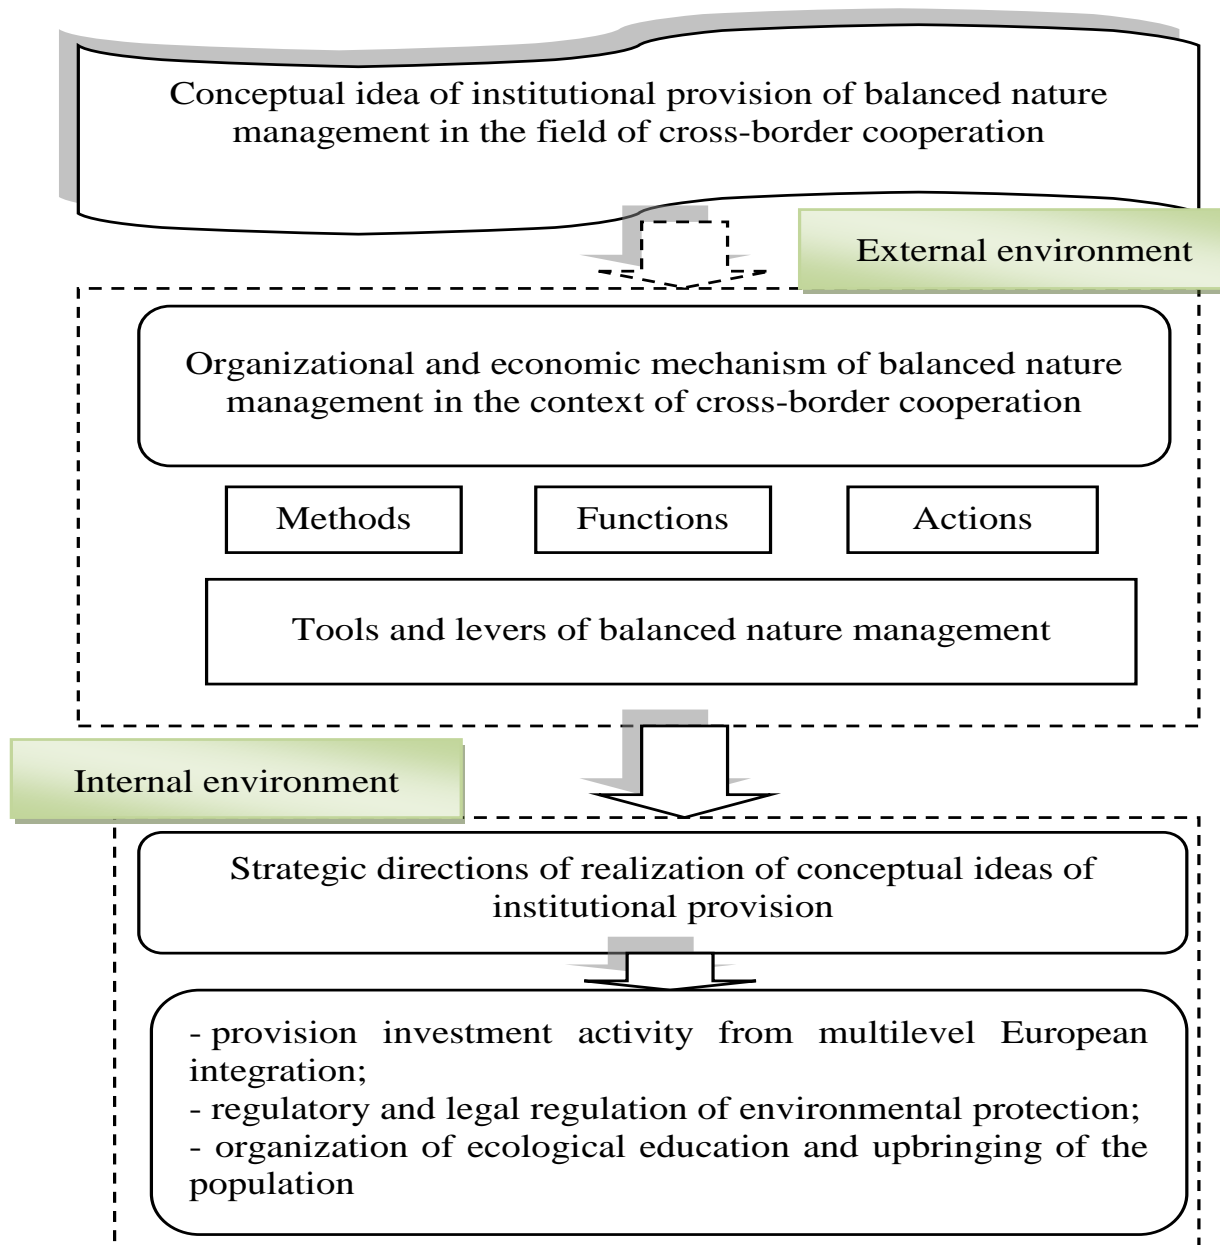 Conceptual idea of institutional provision of balanced nature
management in the field of cross-border cooperation
External environment
Organizational and economic mechanism of balanced nature
management in the context of cross-border cooperation
Methods
Functions
Actions
Tools and levers of balanced nature management
Internal environment
Strategic directions of realization of conceptual ideas of
institutional provision
- provision investment activity from multilevel European
integration;
- regulatory and legal regulation of environmental protection;
- organization of ecological education and upbringing of the
population